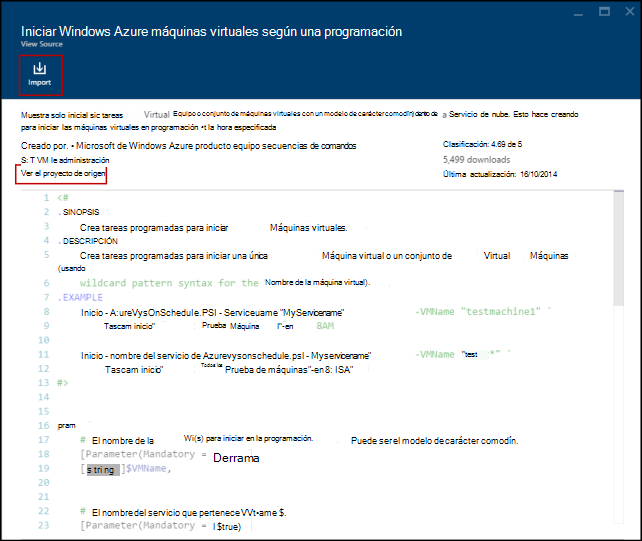 Iniciar Windows Azure máquinas virtuales según una programación
View Source
Import
Muestra solo inicial sic tareas Virtual Equipo o conjunto de máquinas virtuales con un modelo de carácter comodín) dentro de a Servicio de nube. Esto hace creando
para iniciar las máquinas virtuales en programación •t la hora especificada
Creado por. • Microsoft de Windows Azure producto equipo secuencias de comandos Clasificación: 4.69 de 5
S: T VM le administración 5,499 downloads
Ver el proyecto de origen Última actualización: 16/10/2014
1 <#
2 .SINOPSIS
3 Crea tareas programadas para iniciar Máquinas virtuales.
4 .DESCRIPCIÓN
5 Crea tareas programadas para iniciar una única Máquina virtual o un conjunto de Virtual Máquinas
(usando
6 wildcard pattern syntax for the Nombre de la máquina virtual).
7 .EXAMPLE
8 Inicio - A:ureVysOnSchedule.PSI - Serviceuame "MyServicename" -VMName "testmachine1" `
9 Tascam inicio" Prueba Máquina I"-en 8AM
10
11 Inicio - nombre del servicio de Azurevysonschedule.psl - Myservicename" -VMName "test *" `
12 Tascam inicio" Todos las Prueba de máquinas"-en 8: ISA"
13 #>
14
15
16 pram
17 # El nombre de la Wi(s) para iniciar en la programación. Puede ser el modelo de carácter comodín.
18 [Parameter(Mandatory = Derrama
19 [string]$VMName,
20
21
22 # El nombre del servicio que pertenece VVt•ame $.
23 [Parameter(Mandatory = I $true)